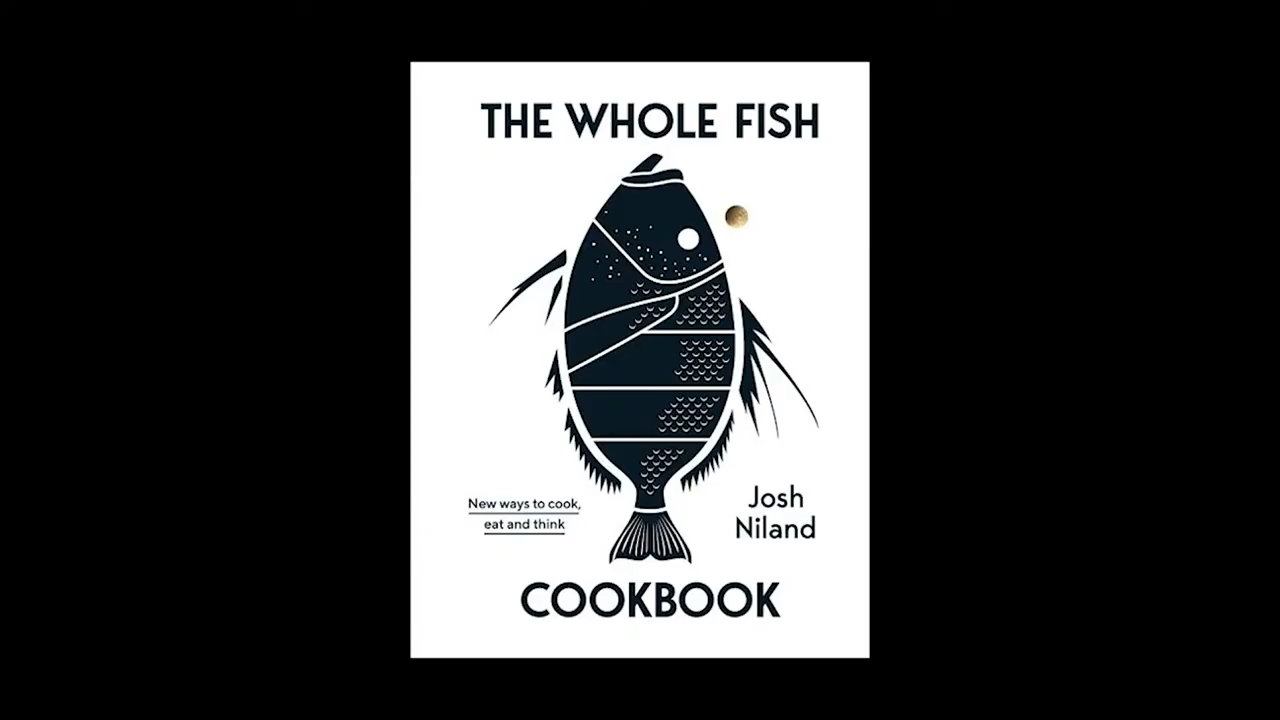 THE WHOLE FISH
New ways to cook,
eat and think
Josh
Niland
COOKBOOK